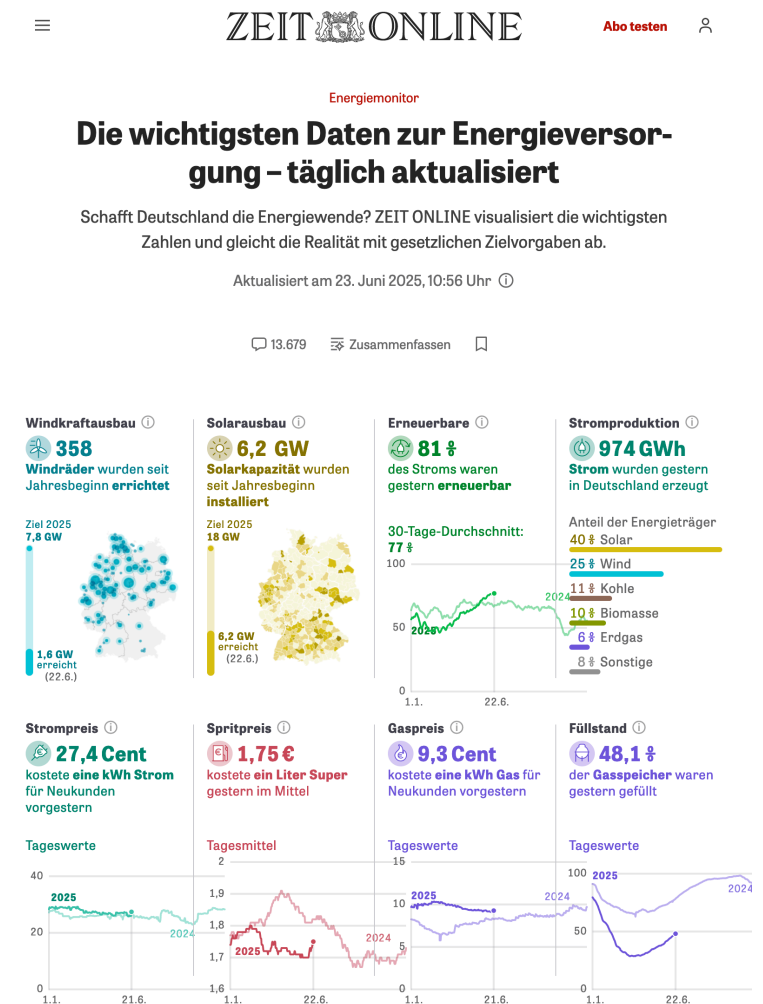 ZEIT ONLINE
Abo testen
Energiemonitor
Die wichtigsten Daten zur Energieversor-
gung – täglich aktualisiert
Schafft Deutschland die Energiewende? ZEIT ONLINE visualisiert die wichtigsten
Zahlen und gleicht die Realität mit gesetzlichen Zielvorgaben ab.
Aktualisiert am 23. Juni 2025, 10:56 Uhr
13.679
Zusammenfassen
Windkraftausbau
358
Windräder wurden seit
Jahresbeginn errichtet
Ziel 2025
7,8 GW
1,6 GW
erreicht
(22.6.)
Solarausbau
6,2 GW
Solarkapazität wurden
seit Jahresbeginn
installiert
Ziel 2025
18 GW
6,2 GW
erreicht
(22.6.)
Erneuerbare
81 %
des Stroms waren
gestern erneuerbar
30-Tage-Durchschnitt:
77 %
100
2024
50
2025
0
1.1.
22.6.
Stromproduktion
974 GWh
Strom wurden gestern
in Deutschland erzeugt
Anteil der Energieträger
40 % Solar
25 % Wind
11 % Kohle
10 % Biomasse
6 % Erdgas
8 % Sonstige
Strompreis
27,4 Cent
kostete eine kWh Strom
für Neukunden
vorgestern
Tageswerte
40
2025
20
2024
0
1.1.
21.6.
Spritpreis
1,75 €
kostete ein Liter Super
gestern im Mittel
Tagesmittel
2
1,9
1,8
2024
2025
1,7
1,6
1.1.
22.6.
Gaspreis
9,3 Cent
kostete eine kWh Gas für
Neukunden vorgestern
Tageswerte
15
2025
2024
10
5
0
1.1.
21.6.
Füllstand
48,1 %
der Gasspeicher waren
gestern gefüllt
Tageswerte
100
2025
2024
50
0
1.1.
22.6.